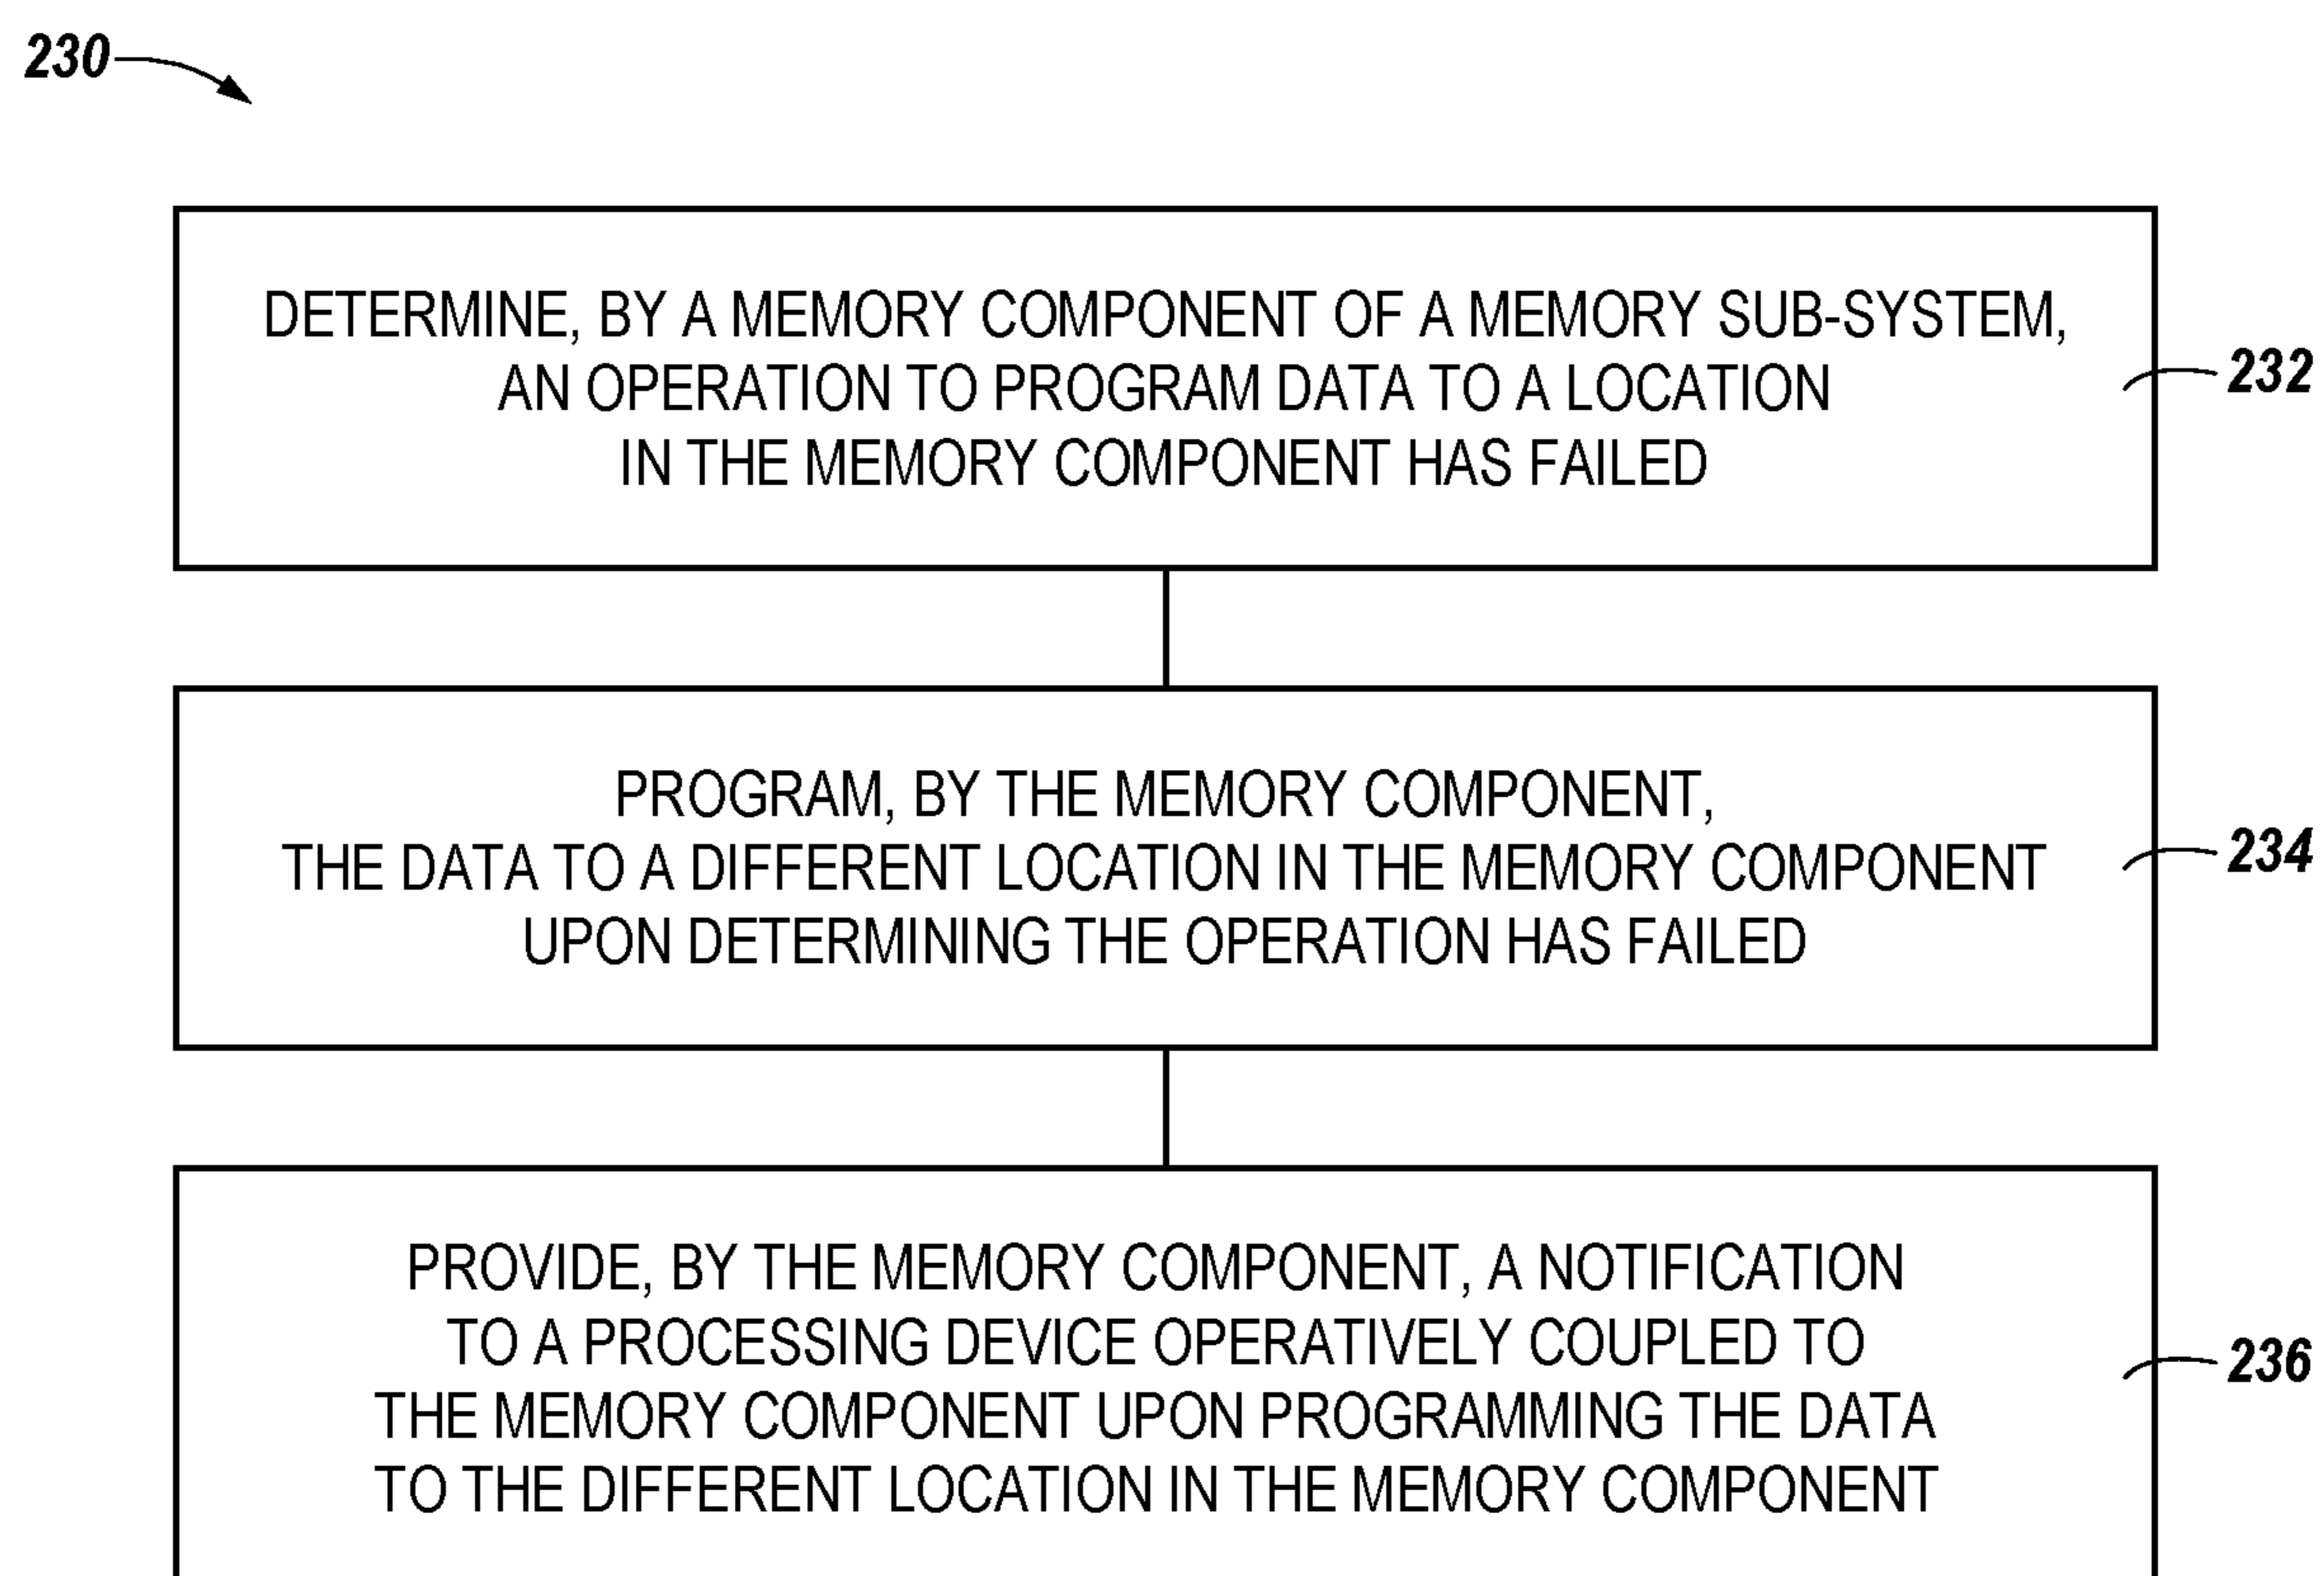 230
DETERMINE, BY A MEMORY COMPONENT OF A MEMORY SUB-SYSTEM,
AN OPERATION TO PROGRAM DATA TO A LOCATION
IN THE MEMORY COMPONENT HAS FAILED
232
PROGRAM, BY THE MEMORY COMPONENT,
THE DATA TO A DIFFERENT LOCATION IN THE MEMORY COMPONENT
UPON DETERMINING THE OPERATION HAS FAILED
234
PROVIDE, BY THE MEMORY COMPONENT, A NOTIFICATION
TO A PROCESSING DEVICE OPERATIVELY COUPLED TO
THE MEMORY COMPONENT UPON PROGRAMMING THE DATA
TO THE DIFFERENT LOCATION IN THE MEMORY COMPONENT
236